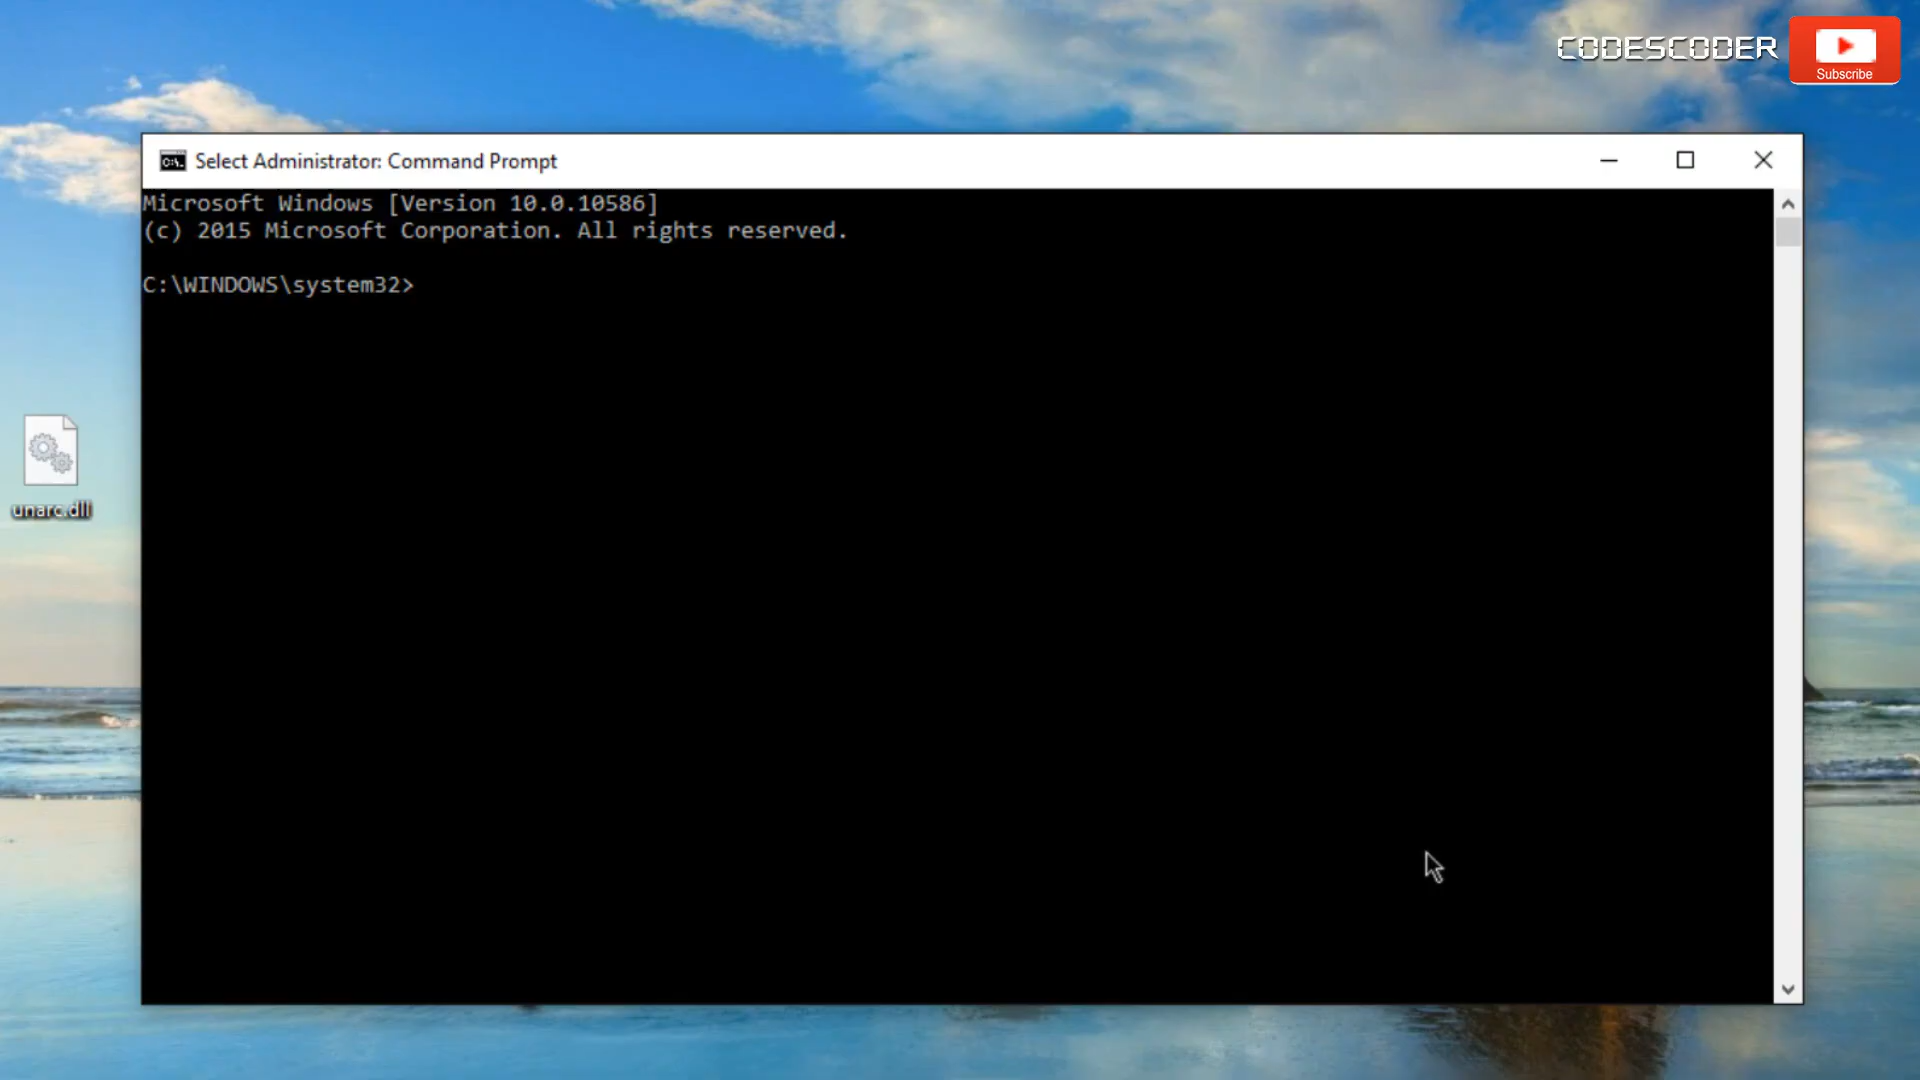 CODESCODER
Subscribe
Select Administrator: Command Prompt
Microsoft Windows [Version 10.0.10586]
(c) 2015 Microsoft Corporation. All rights reserved.
C:\WINDOWS\system32>
unarc.dll